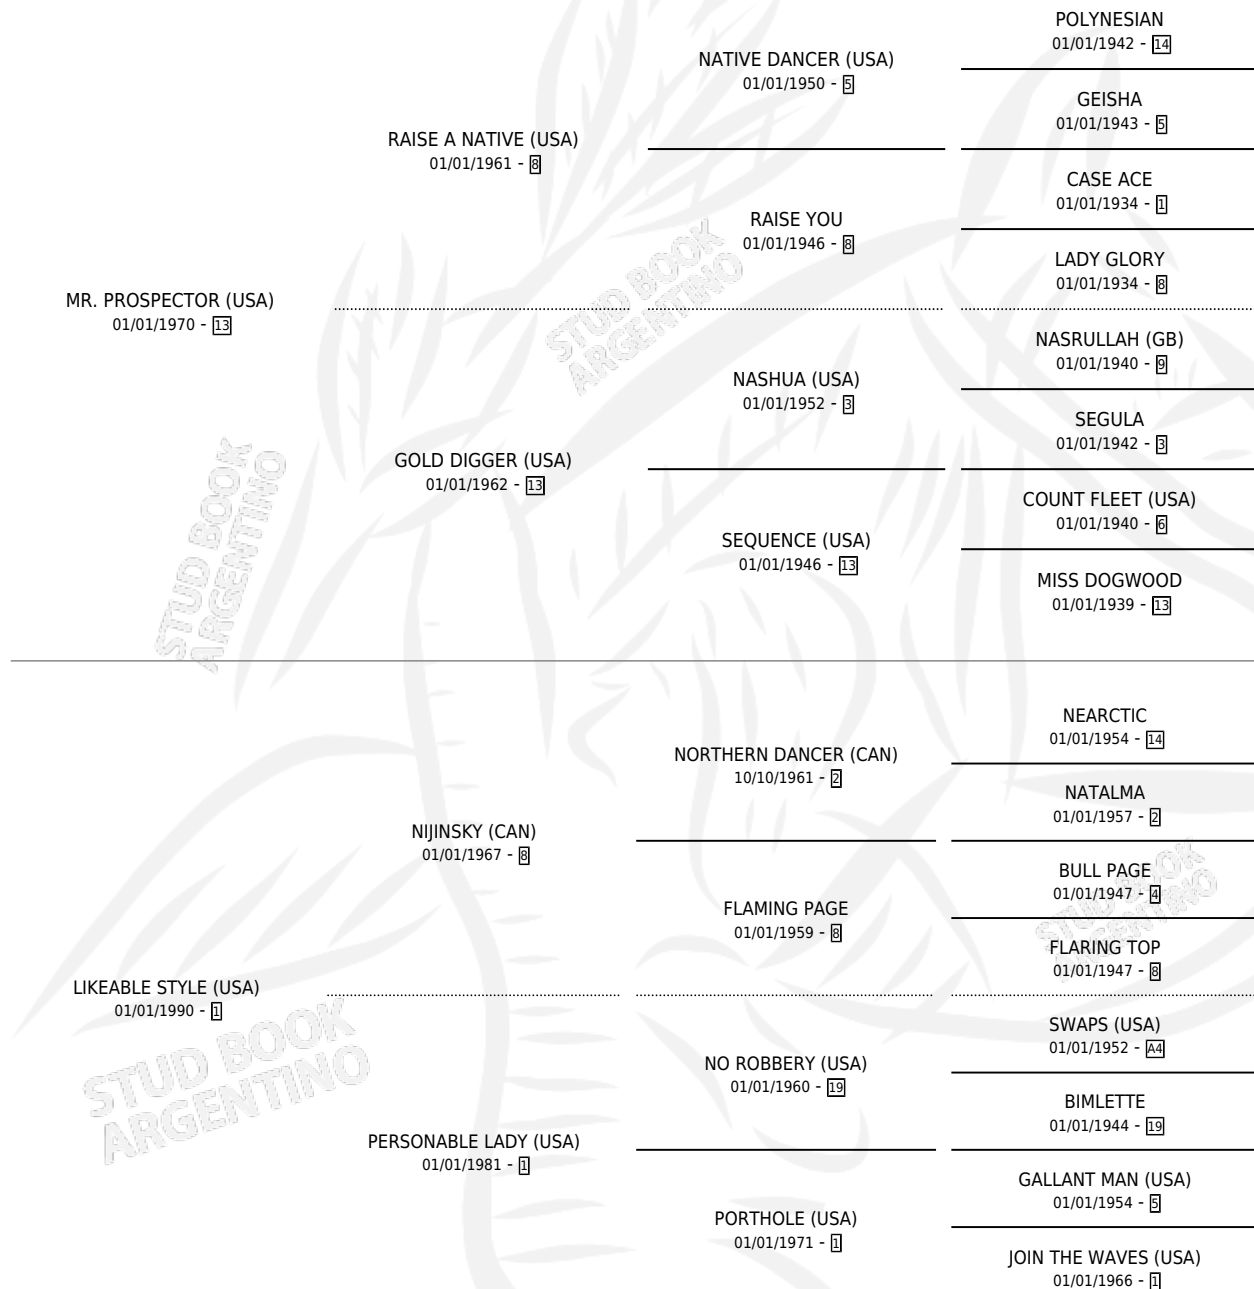 POLYNESIAN
01/01/1942 - 14
NATIVE DANCER (USA)
01/01/1950 - 5
GEISHA
01/01/1943 - 5
RAISE A NATIVE (USA)
01/01/1961 - 8
CASE ACE
01/01/1934 - 1
RAISE YOU
01/01/1946 - 8
LADY GLORY
01/01/1934 - 8
MR. PROSPECTOR (USA)
01/01/1970 - 13
NASRULLAH (GB)
01/01/1940 - 9
NASHUA (USA)
01/01/1952 - 3
SEGULA
01/01/1942 - 3
GOLD DIGGER (USA)
01/01/1962 - 13
COUNT FLEET (USA)
01/01/1940 - 6
SEQUENCE (USA)
01/01/1946 - 13
MISS DOGWOOD
01/01/1939 - 13
NEARCTIC
01/01/1954 - 14
NORTHERN DANCER (CAN)
10/10/1961 - 2
NATALMA
01/01/1957 - 2
NIJINSKY (CAN)
01/01/1967 - 8
BULL PAGE
01/01/1947 - 4
FLAMING PAGE
01/01/1959 - 8
FLARING TOP
01/01/1947 - 8
LIKEABLE STYLE (USA)
01/01/1990 - 1
SWAPS (USA)
01/01/1952 - A4
NO ROBBERY (USA)
01/01/1960 - 19
BIMLETTE
01/01/1944 - 19
PERSONABLE LADY (USA)
01/01/1981 - 1
GALLANT MAN (USA)
01/01/1954 - 5
PORTHOLE (USA)
01/01/1971 - 1
JOIN THE WAVES (USA)
01/01/1966 - 1
STUD BOOK
ARGENTINO
STUD BOOK
ARGENTINO
STUD BOOK
ARGENTINO
STUD BOOK
ARGENTINO